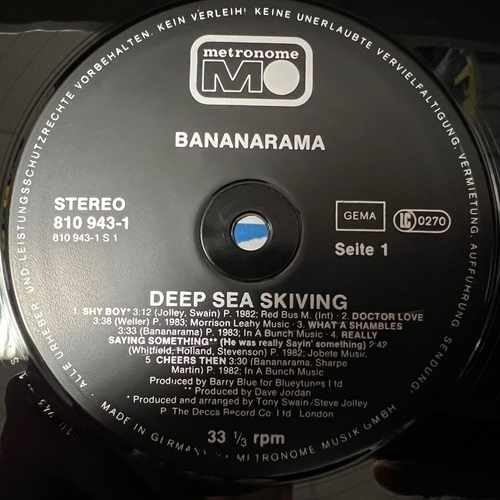 metronome
MO
BANANARAMA
STEREO
810 943-1
810 943-1 S 1
GEMA
LC 0270
Seite 1
DEEP SEA SKIVING
1. SHY BOY* 3:12 (Jolley, Swain) P. 1982; Red Bus M. (Int) · 2. DOCTOR LOVE
3:38 (Weller) P. 1983; Morrison Leahy Music · 3. WHAT A SHAMBLES
3:33 (Bananarama) P. 1983; In A Bunch Music · 4. REALLY
SAYING SOMETHING** (He was really Sayin' something) 2:42
(Whitfield, Holland, Stevenson) P. 1982; Jobete Music
5. CHEERS THEN 3:30 (Bananarama, Sharpe
Martin) P. 1982; In A Bunch Music
Produced by Barry Blue for Bluetunes Ltd
** Produced by Dave Jordan
* Produced and arranged by Tony Swain/Steve Jolley
P. The Decca Record Co Ltd London
33 1/3 rpm
ALLE URHEBER UND LEISTUNGSSCHUTZRECHTE VORBEHALTEN. KEIN VERLEIH! KEINE UNERLAUBTE VERVIELFALTIGUNG, VERMIETUNG, AUFFÜHRUNG, SENDUNG!
MADE IN GERMANY METRONOME MUSIK GMBH